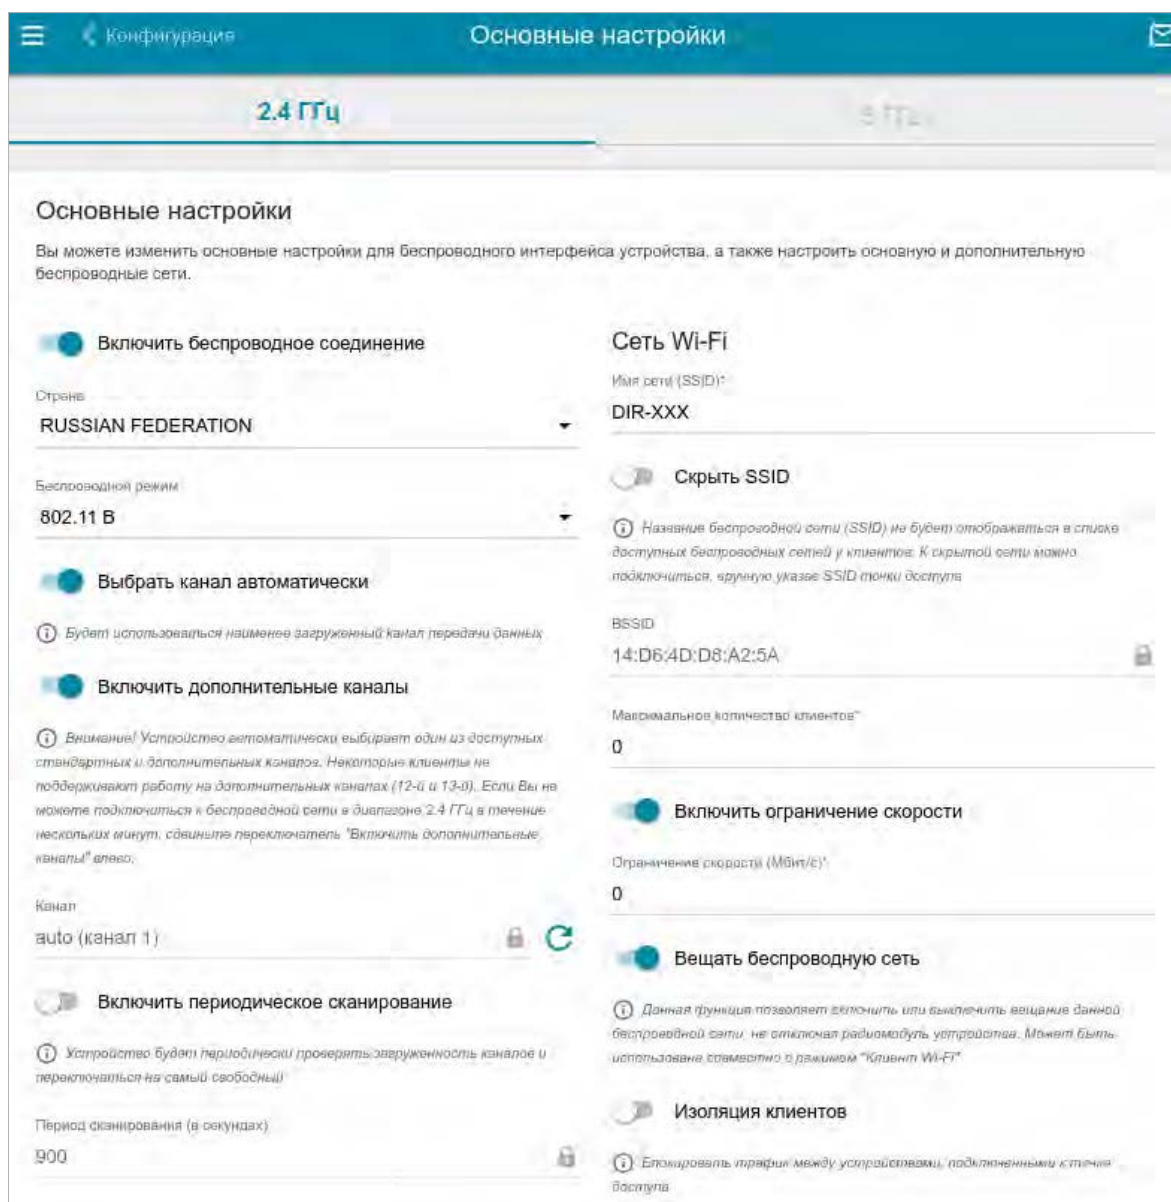 Конфигурация
Основные настройки
2.4 ГГц
5 ГГц
Основные настройки
Вы можете изменить основные настройки для беспроводного интерфейса устройства, а также настроить основную и дополнительную
беспроводные сети.
Включить беспроводное соединение
Страна
RUSSIAN FEDERATION
Беспроводной режим
802.11 B
Выбрать канал автоматически
Будет использоваться наименее загруженный канал передачи данных
Включить дополнительные каналы
Внимание! Устройство автоматически выбирает один из доступных
стандартных и дополнительных каналов. Некоторые клиенты не
поддерживают работу на дополнительных каналах (12-й и 13-й). Если Вы не
можете подключиться к беспроводной сети в диапазоне 2.4 ГГц в течение
нескольких минут, сдвиньте переключатель "Включить дополнительные
каналы" влево.
Канал
auto (канал 1)
Включить периодическое сканирование
Устройство будет периодически проверять загруженность каналов и
переключаться на самый свободный
Период сканирования (в секундах)
900
Сеть Wi-Fi
Имя сети (SSID)*
DIR-XXX
Скрыть SSID
Название беспроводной сети (SSID) не будет отображаться в списке
доступных беспроводных сетей у клиентов. К скрытой сети можно
подключиться, вручную указав SSID точки доступа
BSSID
14:D6:4D:D8:A2:5A
Максимальное количество клиентов*
0
Включить ограничение скорости
Ограничение скорости (Мбит/с)*
0
Вещать беспроводную сеть
Данная функция позволяет включить или выключить вещание данной
беспроводной сети, не отключая радиомодуль устройства. Может быть
использована совместно с режимом "Клиент Wi-Fi"
Изоляция клиентов
Блокировать трафик между устройствами, подключенными к точке
доступа